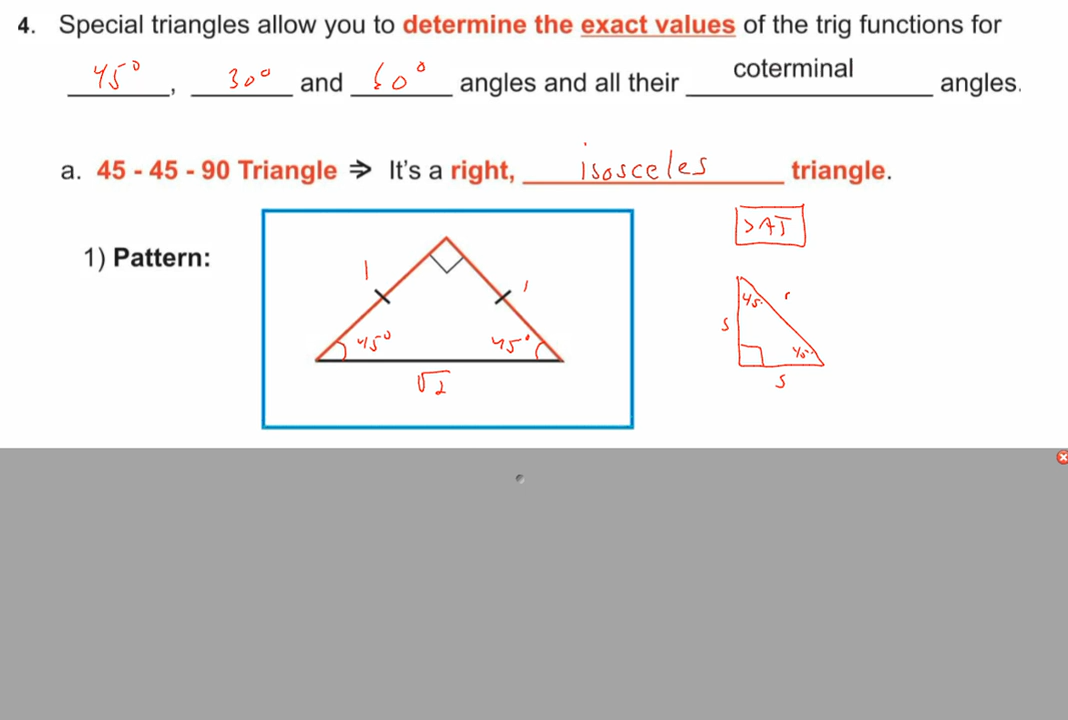 4. Special triangles allow you to determine the exact values of the trig functions for
45°, 30° and 60° angles and all their coterminal angles.
a. 45 - 45 - 90 Triangle ⇒ It's a right, isosceles triangle.
SAT
1) Pattern:
1 1
45° 45°
√2
45
s
s